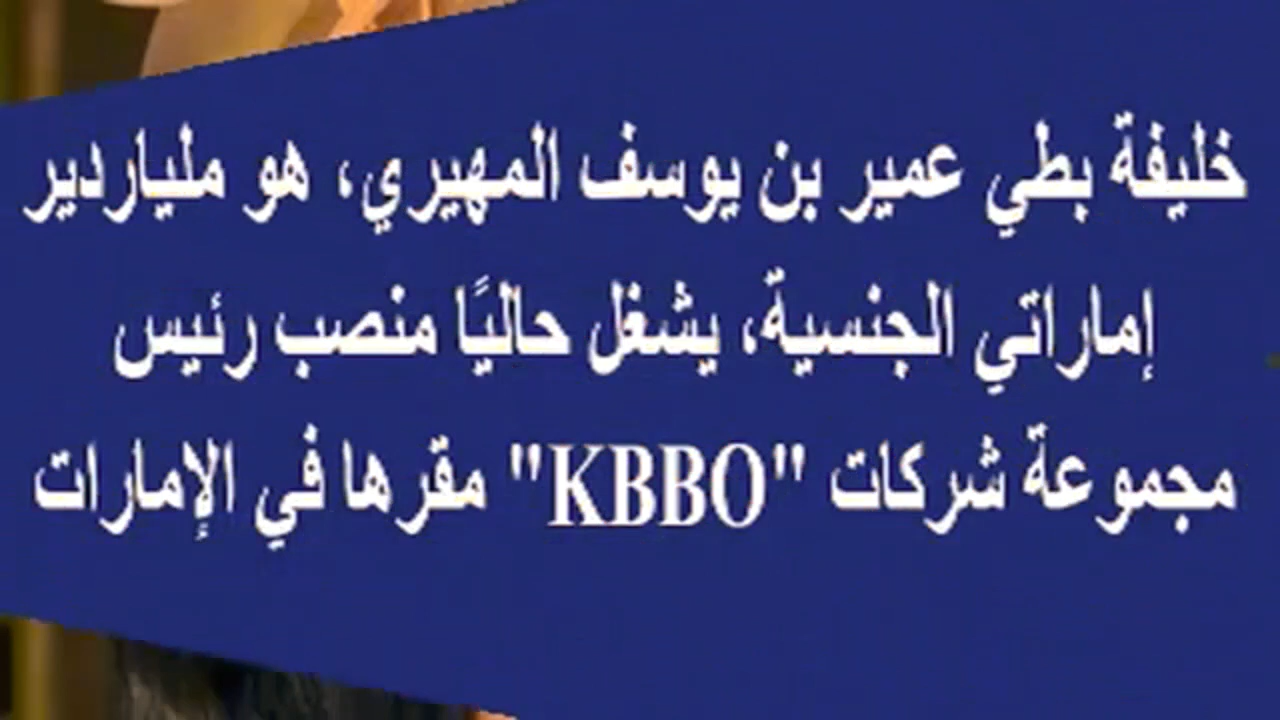 خليفة بطي عمير بن يوسف المهيري، هو ملياردير
إماراتي الجنسية، يشغل حاليًا منصب رئيس
مجموعة شركات "KBBO" مقرها في الإمارات